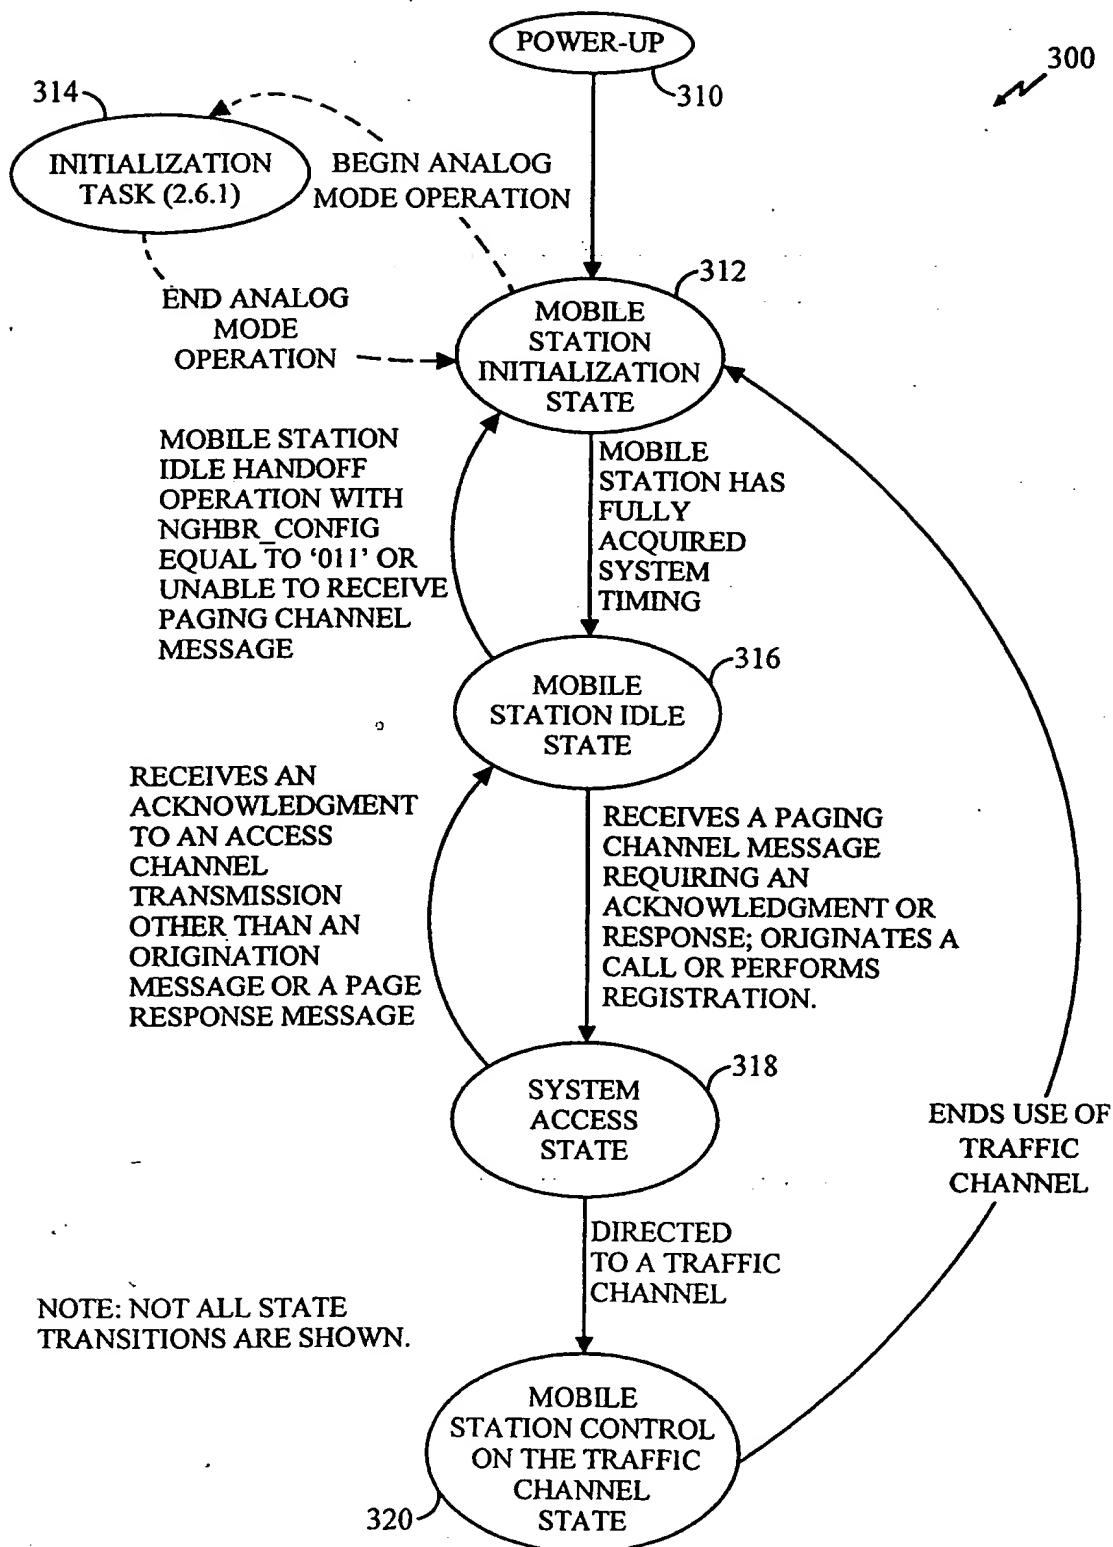 POWER-UP
310
300
314
INITIALIZATION
TASK (2.6.1)
BEGIN ANALOG
MODE OPERATION
END ANALOG
MODE
OPERATION
312
MOBILE
STATION
INITIALIZATION
STATE
MOBILE STATION
IDLE HANDOFF
OPERATION WITH
NGHBR_CONFIG
EQUAL TO ‘011’ OR
UNABLE TO RECEIVE
PAGING CHANNEL
MESSAGE
MOBILE
STATION HAS
FULLY
ACQUIRED
SYSTEM
TIMING
316
MOBILE
STATION IDLE
STATE
RECEIVES AN
ACKNOWLEDGMENT
TO AN ACCESS
CHANNEL
TRANSMISSION
OTHER THAN AN
ORIGINATION
MESSAGE OR A PAGE
RESPONSE MESSAGE
RECEIVES A PAGING
CHANNEL MESSAGE
REQUIRING AN
ACKNOWLEDGMENT OR
RESPONSE; ORIGINATES A
CALL OR PERFORMS
REGISTRATION.
318
SYSTEM
ACCESS
STATE
ENDS USE OF
TRAFFIC
CHANNEL
DIRECTED
TO A TRAFFIC
CHANNEL
NOTE: NOT ALL STATE
TRANSITIONS ARE SHOWN.
MOBILE
STATION CONTROL
ON THE TRAFFIC
CHANNEL
STATE
320